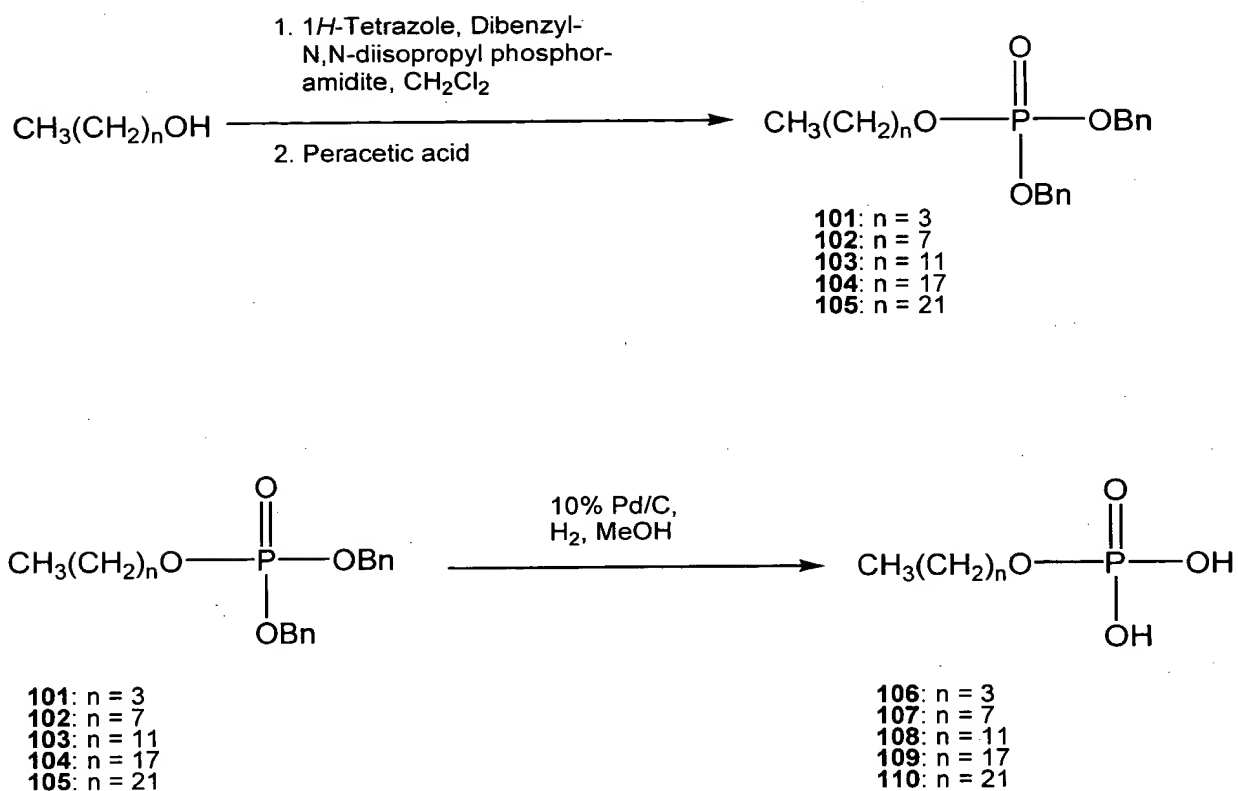 1. 1H-Tetrazole, Dibenzyl-
N,N-diisopropyl phosphor-
amidite, CH₂Cl₂
2. Peracetic acid
CH₃(CH₂)ₙOH
O
CH₃(CH₂)ₙO P OBn
OBn
101: n = 3
102: n = 7
103: n = 11
104: n = 17
105: n = 21
O
CH₃(CH₂)ₙO P OBn
OBn
101: n = 3
102: n = 7
103: n = 11
104: n = 17
105: n = 21
10% Pd/C,
H₂, MeOH
O
CH₃(CH₂)ₙO P OH
OH
106: n = 3
107: n = 7
108: n = 11
109: n = 17
110: n = 21